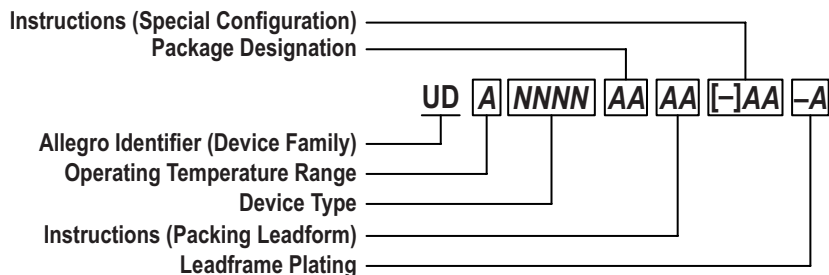 Instructions (Special Configuration)
Package Designation
UD A NNNN AA AA [–]AA –A
Allegro Identifier (Device Family)
Operating Temperature Range
Device Type
Instructions (Packing Leadform)
Leadframe Plating